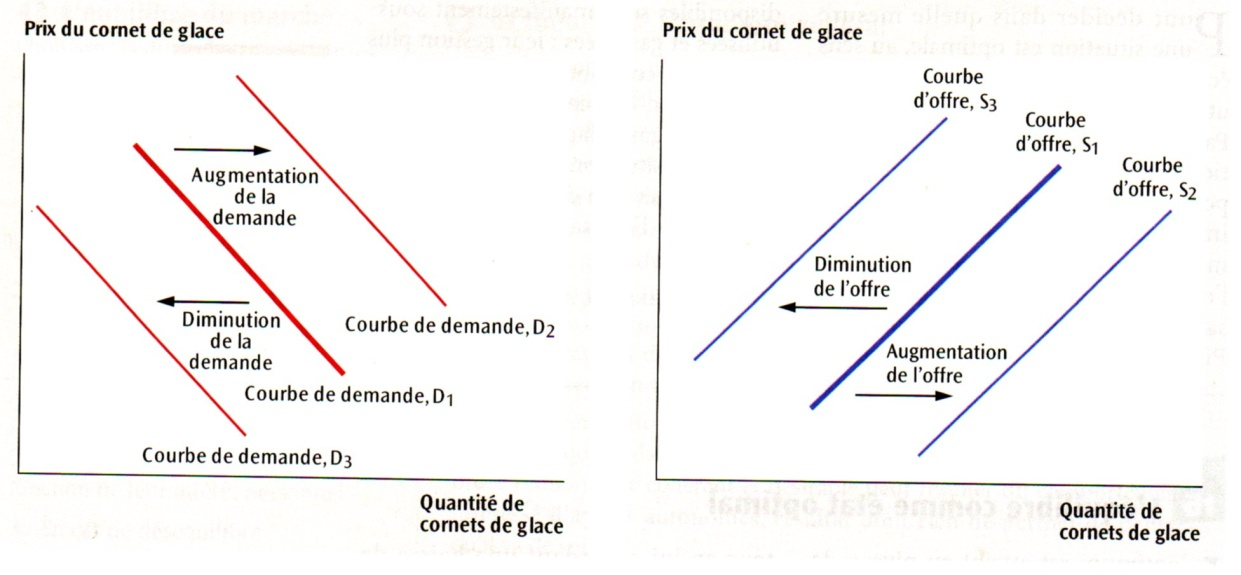 Prix du cornet de glace
Augmentation
de la
demande
Diminution
de la
demande
Courbe de demande, D2
Courbe de demande, D1
Courbe de demande, D3
Quantité de
cornets de glace
Prix du cornet de glace
Courbe
d'offre, S3
Courbe
d'offre, S1
Courbe
d'offre, S2
Diminution
de l'offre
Augmentation
de l'offre
Quantité de
cornets de glace